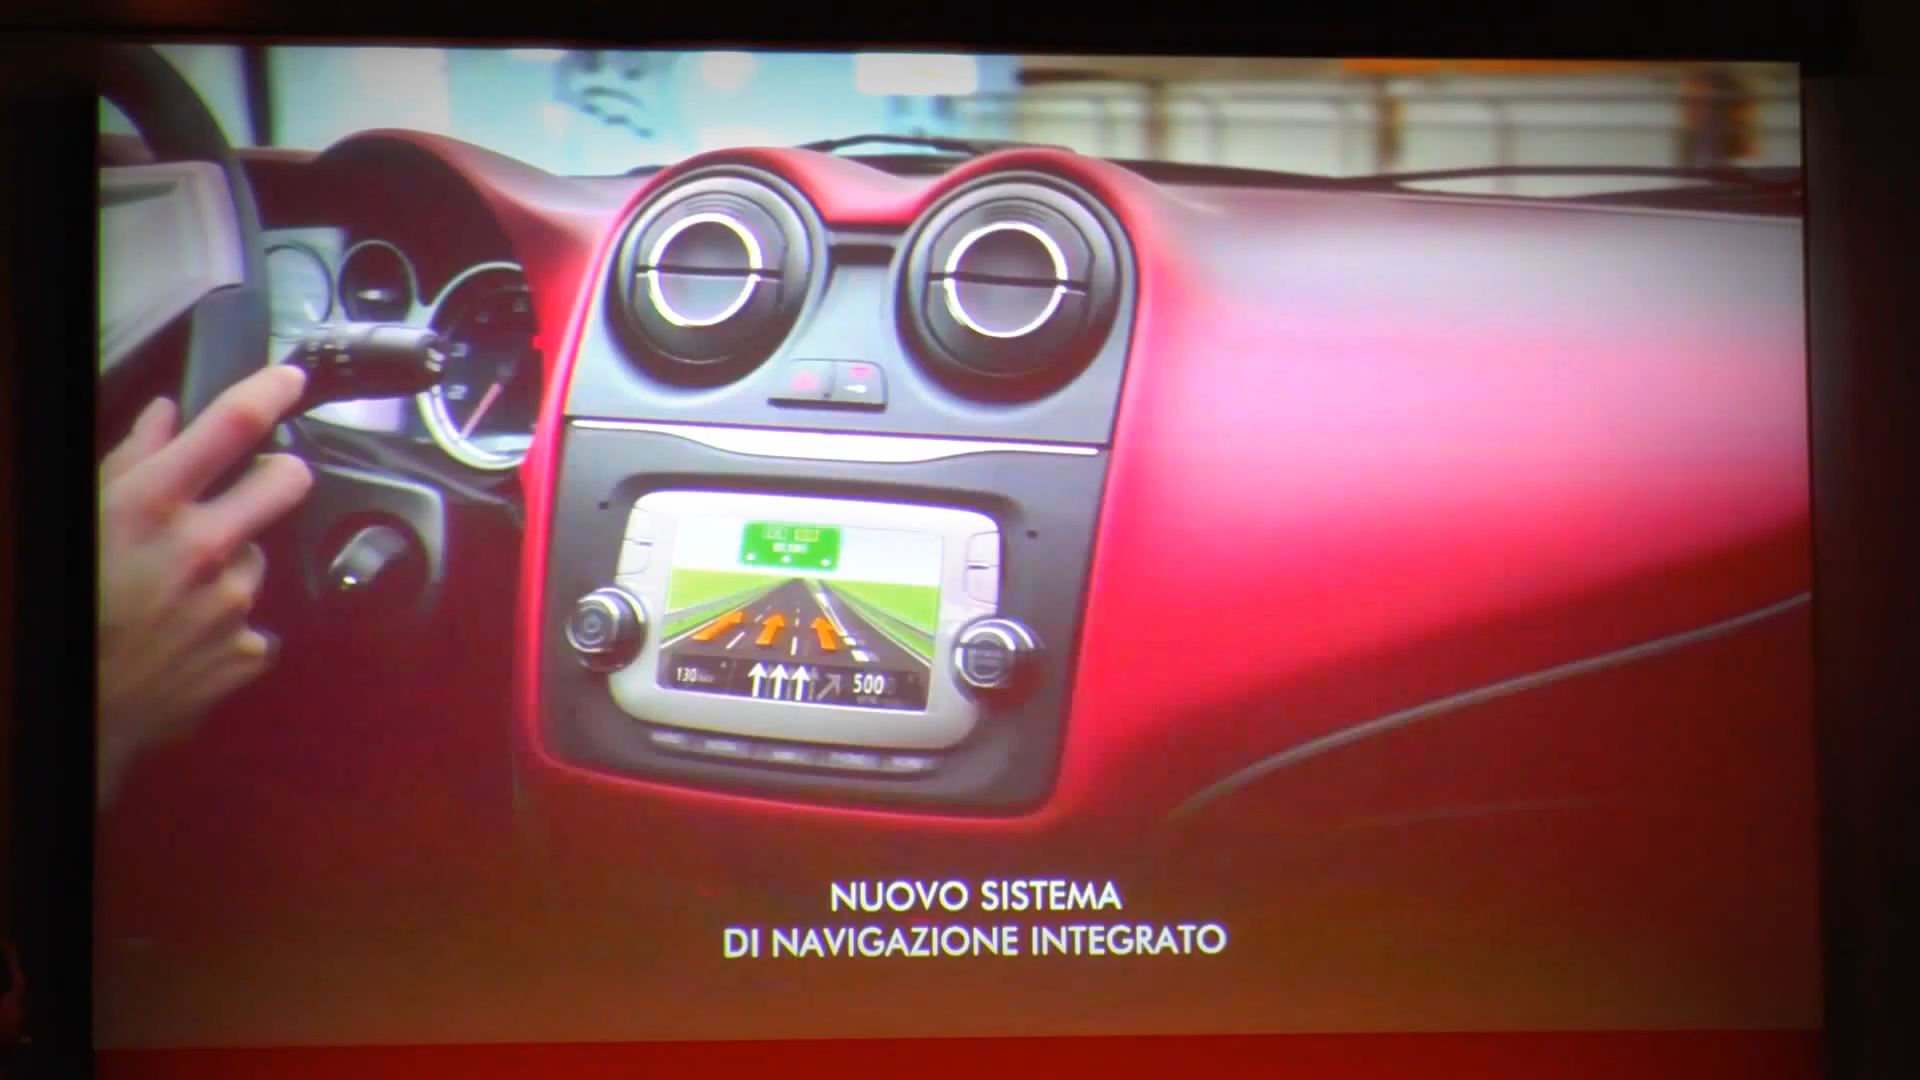 130
500
NUOVO SISTEMA
DI NAVIGAZIONE INTEGRATO